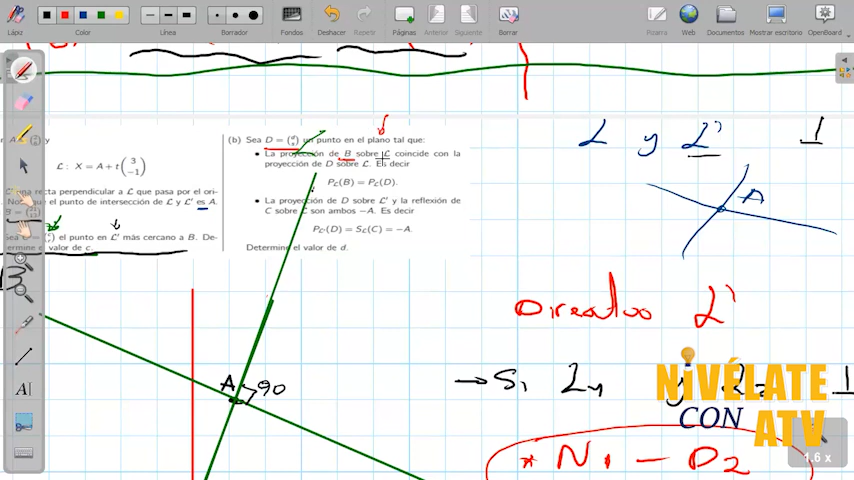 Lápiz
Color
Línea
Borrador
Fondos
Deshacer
Rehacer
Páginas
Anterior
Siguiente
Borrar
Pizarra
Web
Documentos
Mostrar escritorio
OpenBoard
y
L: X = A + t(3 -1)
una recta perpendicular a L que pasa por el ori-
que el punto de intersección de L y L' es A.
el punto en L' más cercano a B. De-
valor de c.
(b) Sea D = un punto en el plano tal que:
• La proyección de B sobre L coincide con la
proyección de D sobre L. Es decir
P_L(B) = P_L(D).
• La proyección de D sobre L' y la reflexión de
C sobre L son ambos −A. Es decir
P_L'(D) = S_L(C) = −A.
Determine el valor de d.
L y L' ⊥
A
L'
A 90
→ Si y
NiVÉLATE
CON
ATV
* N1 - D2
1.6 x